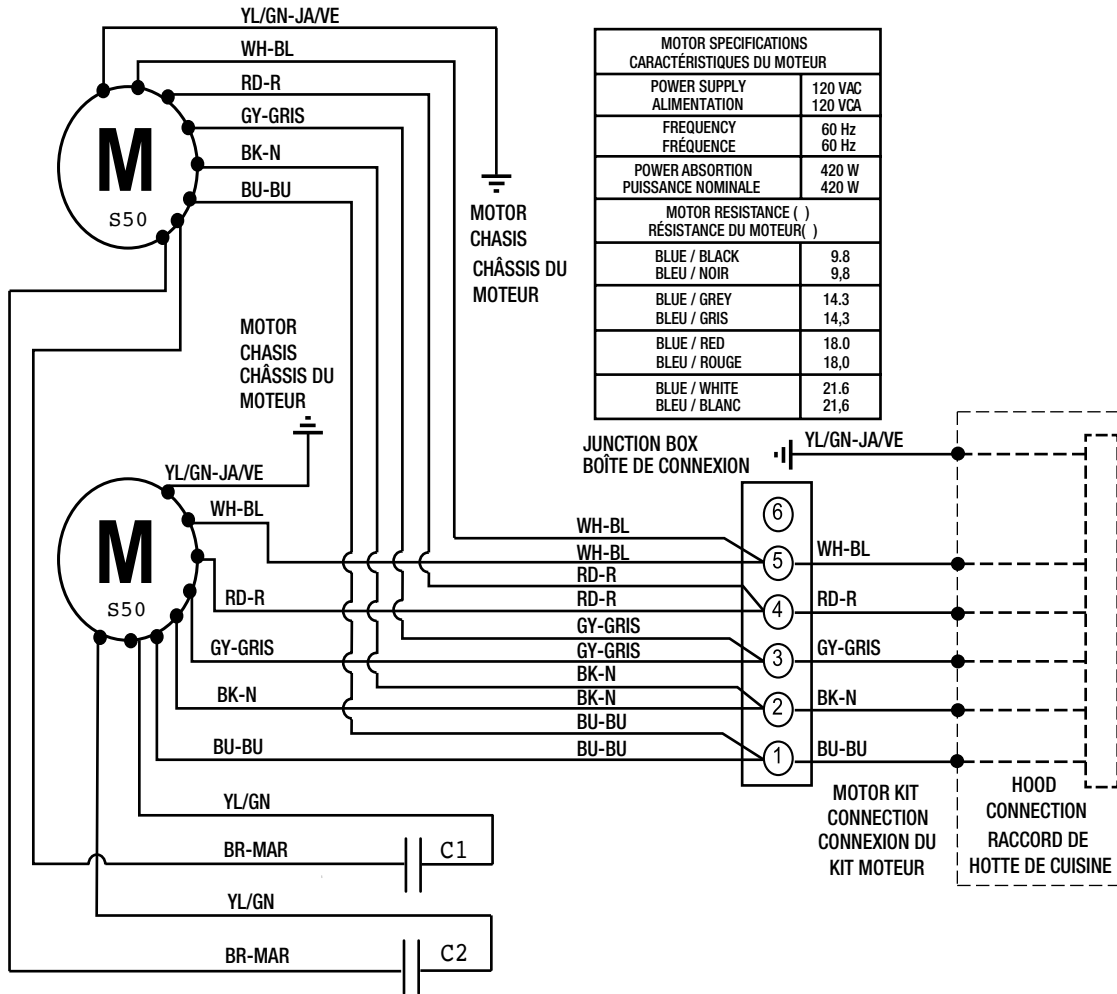 YL/GN-JA/VE
WH-BL
RD-R
GY-GRIS
BK-N
BU-BU
M
S50
MOTOR
CHASIS
CHÂSSIS DU
MOTEUR
MOTOR SPECIFICATIONS
CARACTÉRISTIQUES DU MOTEUR
POWER SUPPLY 120 VAC
ALIMENTATION 120 VCA
FREQUENCY 60 Hz
FRÉQUENCE 60 Hz
POWER ABSORTION 420 W
PUISSANCE NOMINALE 420 W
MOTOR RESISTANCE ( )
RÉSISTANCE DU MOTEUR( )
BLUE / BLACK 9.8
BLEU / NOIR 9,8
BLUE / GREY 14.3
BLEU / GRIS 14,3
BLUE / RED 18.0
BLEU / ROUGE 18,0
BLUE / WHITE 21.6
BLEU / BLANC 21,6
MOTOR
CHASIS
CHÂSSIS DU
MOTEUR
YL/GN-JA/VE
M
S50
WH-BL
RD-R
GY-GRIS
BK-N
BU-BU
WH-BL
WH-BL
RD-R
RD-R
GY-GRIS
GY-GRIS
BK-N
BK-N
BU-BU
BU-BU
JUNCTION BOX
BOÎTE DE CONNEXION
6
5
4
3
2
1
YL/GN-JA/VE
WH-BL
RD-R
GY-GRIS
BK-N
BU-BU
MOTOR KIT
CONNECTION
CONNEXION DU
KIT MOTEUR
HOOD
CONNECTION
RACCORD DE
HOTTE DE CUISINE
YL/GN
BR-MAR
C1
YL/GN
BR-MAR
C2